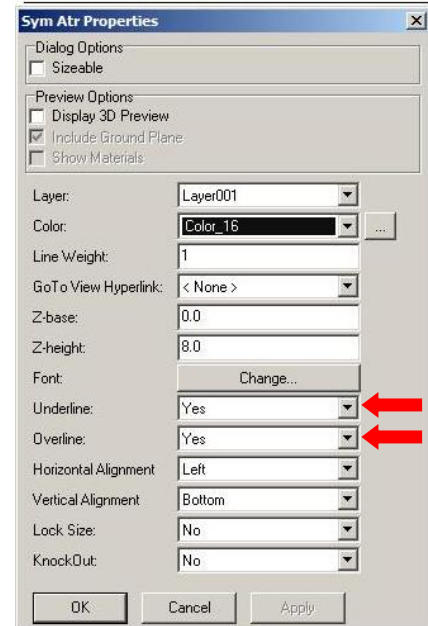 Sym Atr Properties
Dialog Options
Sizeable
Preview Options
Display 3D Preview
Include Ground Plane
Show Materials
Layer: Layer001
Color: Color_16 ...
Line Weight: 1
GoTo View Hyperlink: < None >
Z-base: 0.0
Z-height: 8.0
Font: Change...
Underline: Yes
Overline: Yes
Horizontal Alignment Left
Vertical Alignment Bottom
Lock Size: No
KnockOut: No
OK Cancel Apply